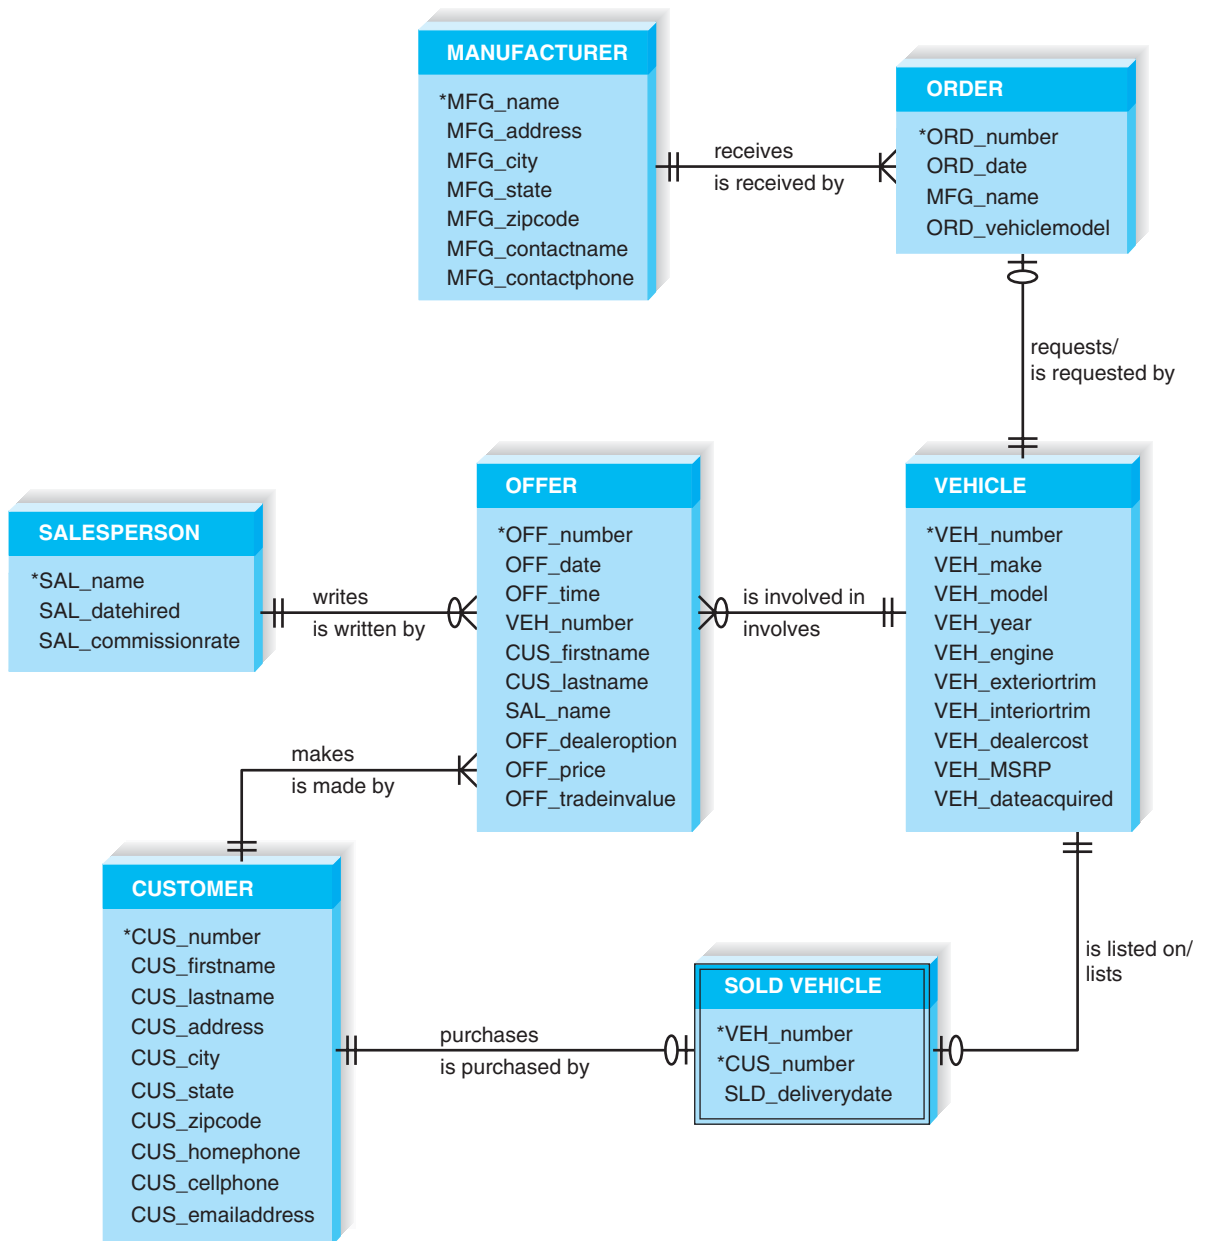 MANUFACTURER
*MFG_name
MFG_address
MFG_city
MFG_state
MFG_zipcode
MFG_contactname
MFG_contactphone
receives
is received by
ORDER
*ORD_number
ORD_date
MFG_name
ORD_vehiclemodel
requests/
is requested by
SALESPERSON
*SAL_name
SAL_datehired
SAL_commissionrate
writes
is written by
OFFER
*OFF_number
OFF_date
OFF_time
VEH_number
CUS_firstname
CUS_lastname
SAL_name
OFF_dealeroption
OFF_price
OFF_tradeinvalue
is involved in
involves
VEHICLE
*VEH_number
VEH_make
VEH_model
VEH_year
VEH_engine
VEH_exteriortrim
VEH_interiortrim
VEH_dealercost
VEH_MSRP
VEH_dateacquired
makes
is made by
CUSTOMER
*CUS_number
CUS_firstname
CUS_lastname
CUS_address
CUS_city
CUS_state
CUS_zipcode
CUS_homephone
CUS_cellphone
CUS_emailaddress
purchases
is purchased by
SOLD VEHICLE
*VEH_number
*CUS_number
SLD_deliverydate
is listed on/
lists